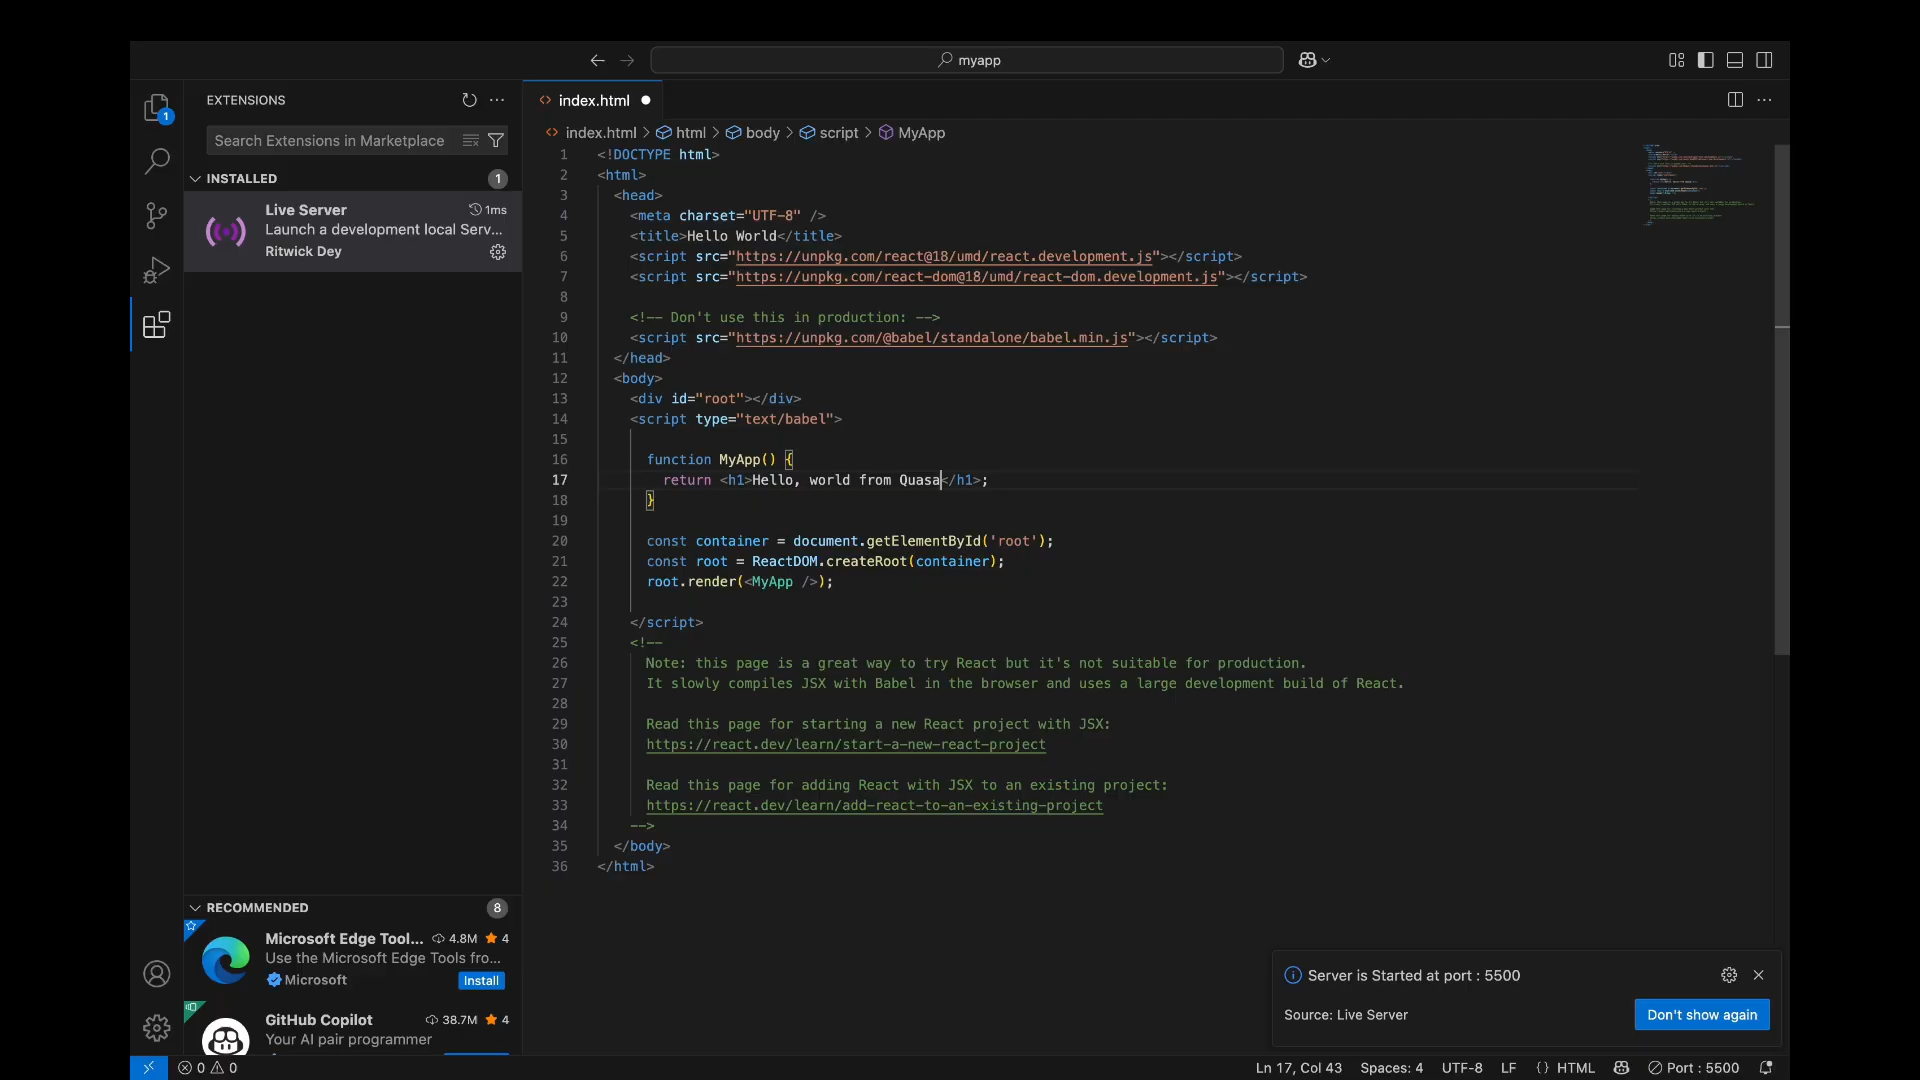 myapp
EXTENSIONS
Search Extensions in Marketplace
INSTALLED
1
1
Live Server
1ms
Launch a development local Serv...
Ritwick Dey
RECOMMENDED
8
Microsoft Edge Tool...
4.8M
4
Use the Microsoft Edge Tools fro...
Microsoft
Install
GitHub Copilot
38.7M
4
Your AI pair programmer
index.html
index.html > html > body > script > MyApp
1 <!DOCTYPE html>
2 <html>
3 <head>
4 <meta charset="UTF-8" />
5 <title>Hello World</title>
6 <script src="https://unpkg.com/react@18/umd/react.development.js"></script>
7 <script src="https://unpkg.com/react-dom@18/umd/react-dom.development.js"></script>
8
9 <!-- Don't use this in production: -->
10 <script src="https://unpkg.com/@babel/standalone/babel.min.js"></script>
11 </head>
12 <body>
13 <div id="root"></div>
14 <script type="text/babel">
15
16 function MyApp() {
17 return <h1>Hello, world from Quasa</h1>;
18 }
19
20 const container = document.getElementById('root');
21 const root = ReactDOM.createRoot(container);
22 root.render(<MyApp />);
23
24 </script>
25 <!--
26 Note: this page is a great way to try React but it's not suitable for production.
27 It slowly compiles JSX with Babel in the browser and uses a large development build of React.
28
29 Read this page for starting a new React project with JSX:
30 https://react.dev/learn/start-a-new-react-project
31
32 Read this page for adding React with JSX to an existing project:
33 https://react.dev/learn/add-react-to-an-existing-project
34 -->
35 </body>
36 </html>
Server is Started at port : 5500
Source: Live Server
Don't show again
0 0
Ln 17, Col 43
Spaces: 4
UTF-8
LF
{} HTML
Port : 5500